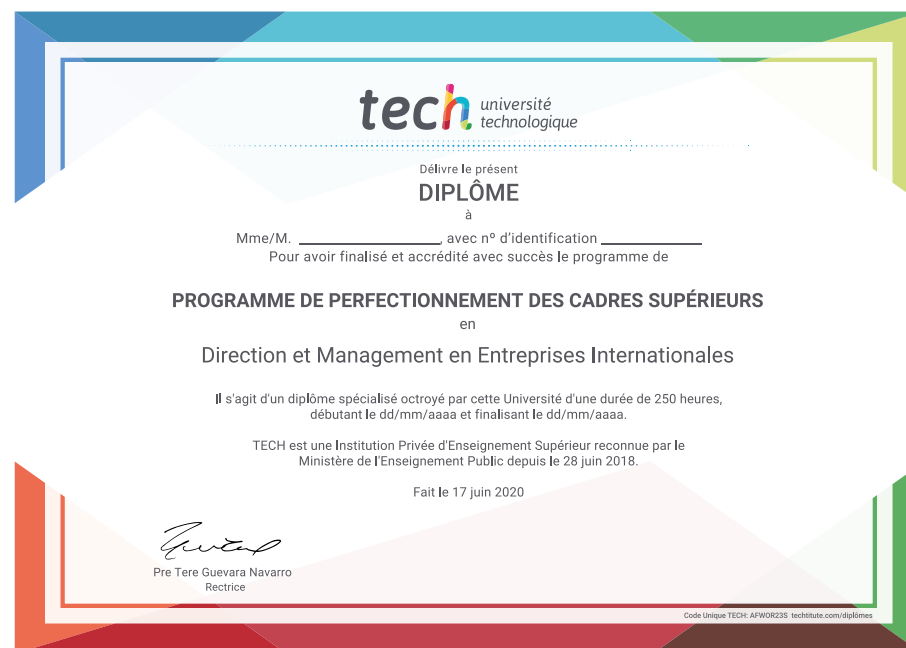 tech université
technologique
Délivre le présent
DIPLÔME
à
Mme/M. ____________________, avec nº d'identification ______________
Pour avoir finalisé et accrédité avec succès le programme de
PROGRAMME DE PERFECTIONNEMENT DES CADRES SUPÉRIEURS
en
Direction et Management en Entreprises Internationales
Il s'agit d'un diplôme spécialisé octroyé par cette Université d'une durée de 250 heures,
débutant le dd/mm/aaaa et finalisant le dd/mm/aaaa.
TECH est une Institution Privée d'Enseignement Supérieur reconnue par le
Ministère de l'Enseignement Public depuis le 28 juin 2018.
Fait le 17 juin 2020
Pre Tere Guevara Navarro
Rectrice
Code Unique TECH: AFWOR23S techtitute.com/diplômes